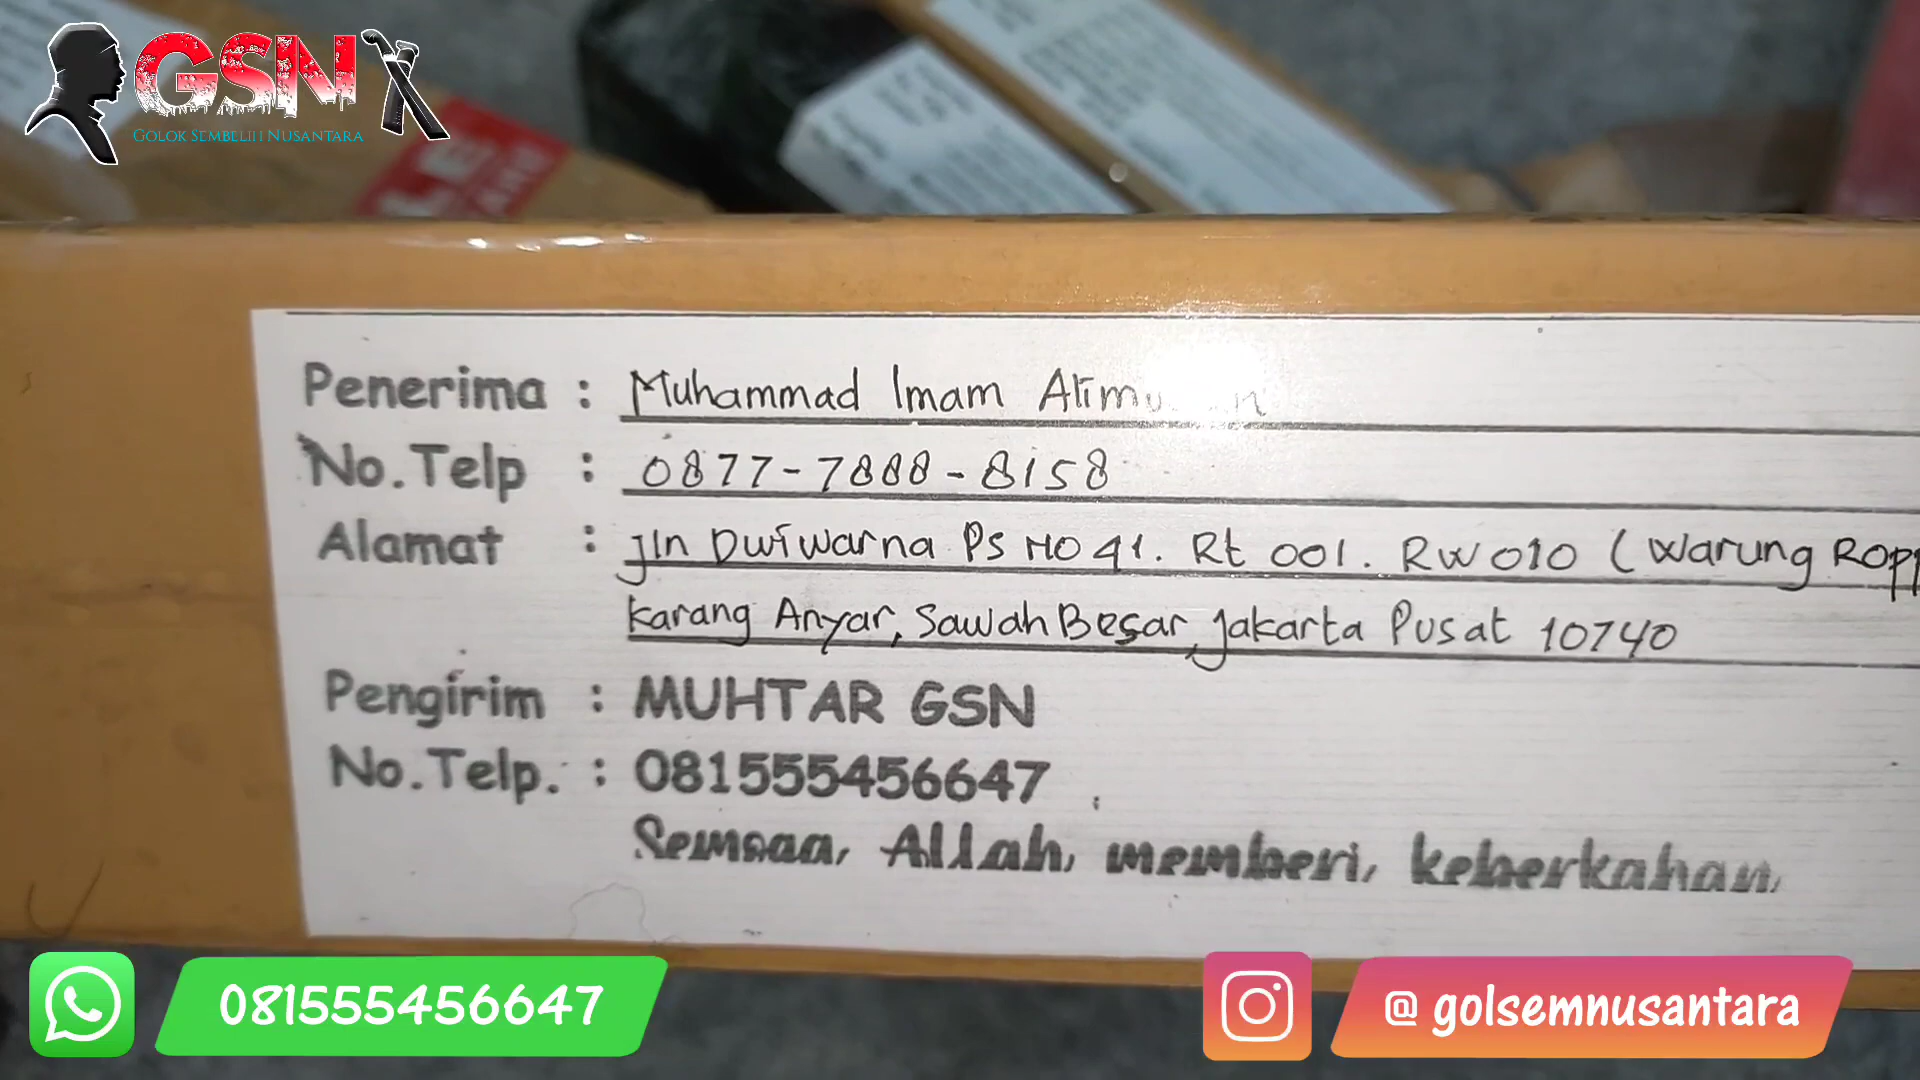 GSN
GOLOK SEMBELIH NUSANTARA
Penerima : Muhammad Imam
No.Telp : 0877-7888-8158
Alamat : Jln Dwiwarna Ps No 41. Rt 001. RW 010 (Warung
Karang Anyar, Sawah Besar, Jakarta Pusat 10740
Pengirim : MUHTAR GSN
No.Telp. : 081555456647
Semoaa, Allah, memberi, keberkahan,
081555456647
@ golsemnusantara